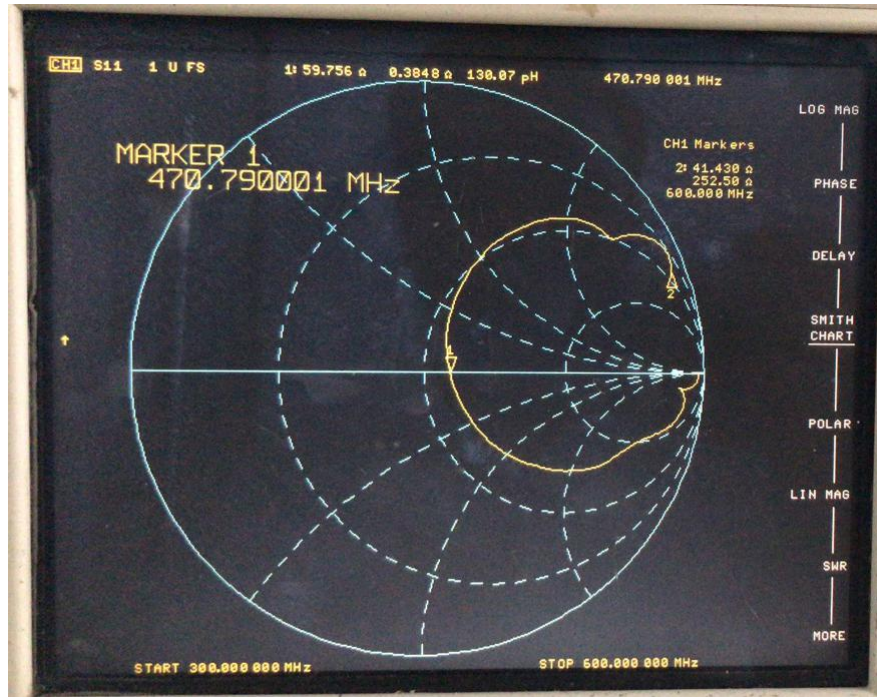 CH1 S11 1 U FS 1: 59.756 Ω 0.3848 Ω 130.07 pH 470.790 001 MHz
LOG MAG
MARKER 1
470.790001 MHz
CH1 Markers
2: 41.430 Ω
252.50 Ω
600.000 MHz
PHASE
DELAY
SMITH
CHART
1
2
POLAR
LIN MAG
SWR
MORE
START 300.000 000 MHz STOP 600.000 000 MHz